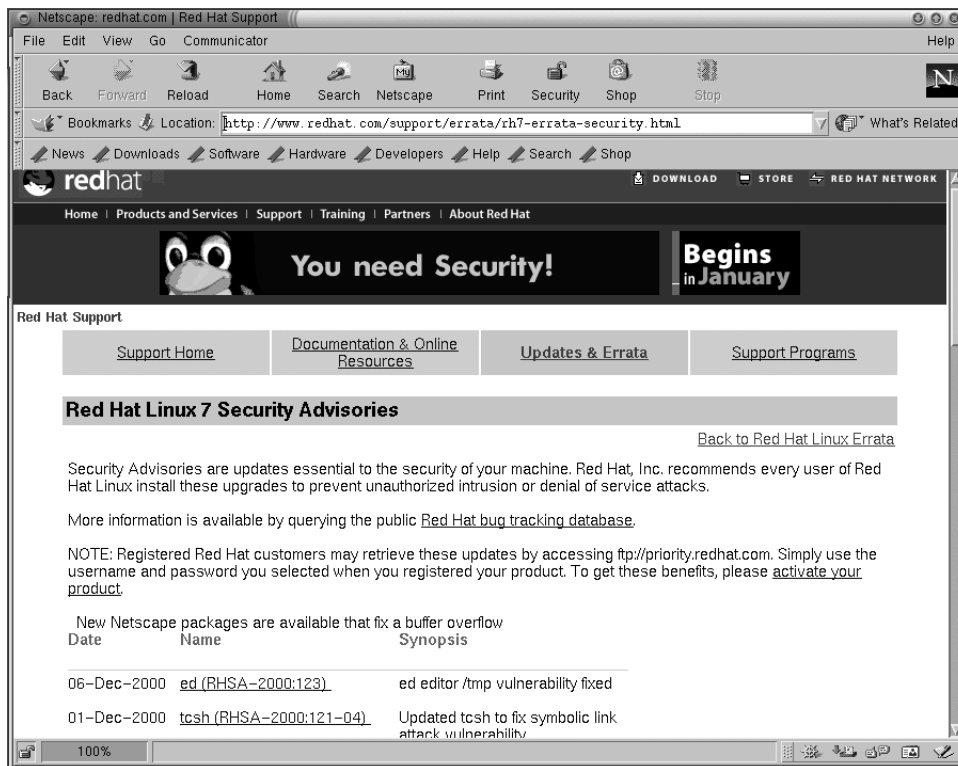 Netscape: redhat.com | Red Hat Support
File Edit View Go Communicator Help
Back Forward Reload Home Search Netscape Print Security Shop Stop
My
N
Bookmarks Location: http://www.redhat.com/support/errata/rh7-errata-security.html What's Related
News Downloads Software Hardware Developers Help Search Shop
redhat DOWNLOAD STORE RED HAT NETWORK
Home | Products and Services | Support | Training | Partners | About Red Hat
You need Security! Begins
in January
Red Hat Support
Support Home Documentation & Online Resources Updates & Errata Support Programs
Red Hat Linux 7 Security Advisories
Back to Red Hat Linux Errata
Security Advisories are updates essential to the security of your machine. Red Hat, Inc. recommends every user of Red
Hat Linux install these upgrades to prevent unauthorized intrusion or denial of service attacks.
More information is available by querying the public Red Hat bug tracking database.
NOTE: Registered Red Hat customers may retrieve these updates by accessing ftp://priority.redhat.com. Simply use the
username and password you selected when you registered your product. To get these benefits, please activate your
product.
New Netscape packages are available that fix a buffer overflow
Date Name Synopsis
06-Dec-2000 ed (RHSA-2000:123) ed editor /tmp vulnerability fixed
01-Dec-2000 tcsh (RHSA-2000:121-04) Updated tcsh to fix symbolic link
attack vulnerability
100%